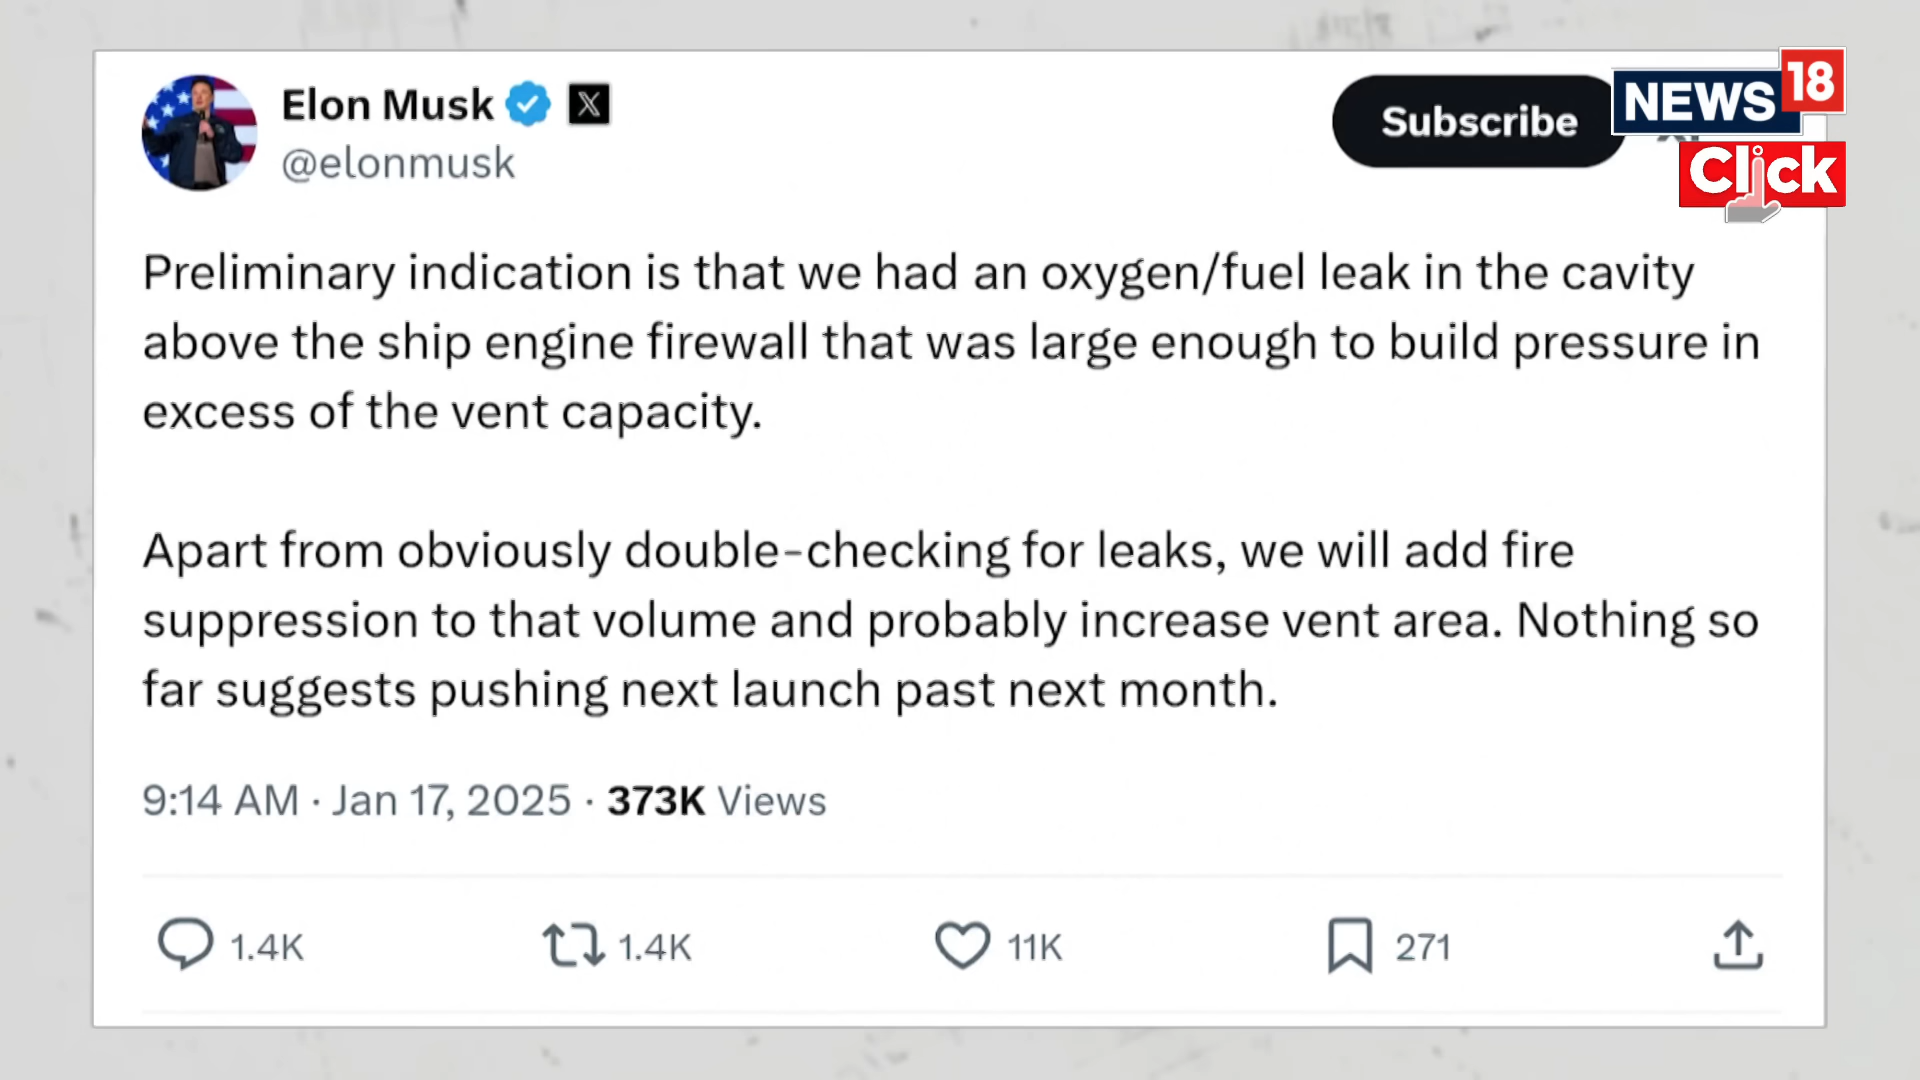 Elon Musk
@elonmusk
Subscribe
NEWS 18
Click
Preliminary indication is that we had an oxygen/fuel leak in the cavity
above the ship engine firewall that was large enough to build pressure in
excess of the vent capacity.
Apart from obviously double-checking for leaks, we will add fire
suppression to that volume and probably increase vent area. Nothing so
far suggests pushing next launch past next month.
9:14 AM · Jan 17, 2025 · 373K Views
1.4K 1.4K 11K 271